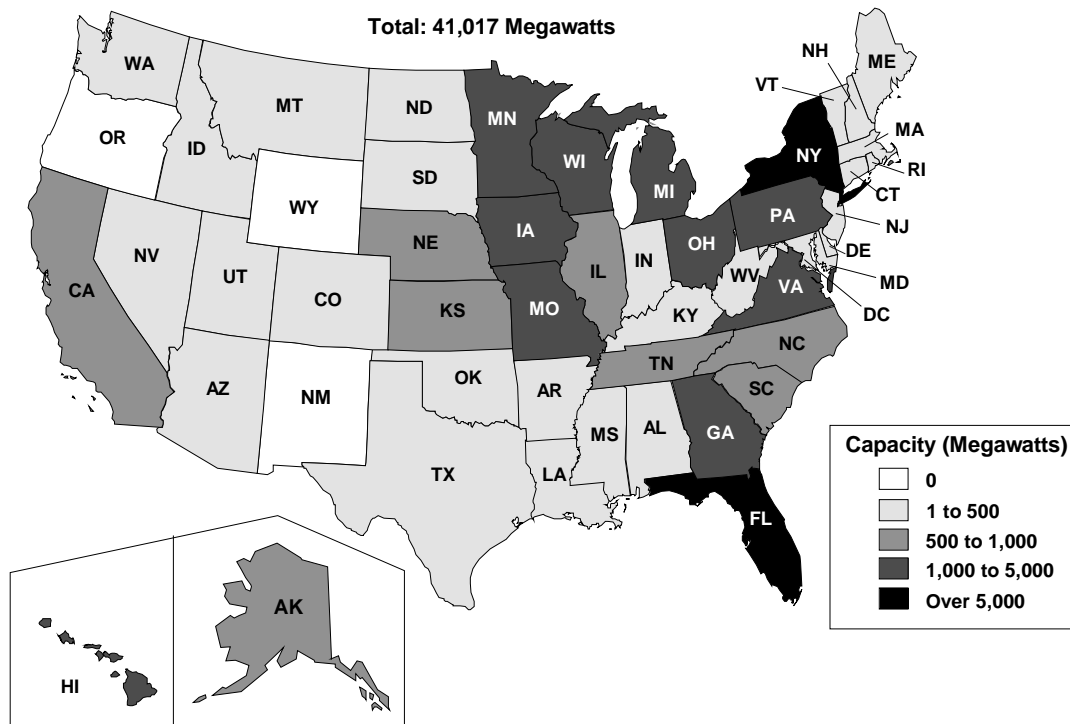 Total: 41,017 Megawatts
WA
MT
ND
MN
VT
NH
ME
OR
ID
SD
WI
MI
NY
MA
RI
CT
WY
NE
IA
PA
NJ
NV
UT
CO
KS
MO
IL
IN
OH
WV
VA
DE
MD
DC
CA
KY
AZ
NM
OK
AR
TN
NC
SC
TX
LA
MS
AL
GA
FL
Capacity (Megawatts)
0
1 to 500
500 to 1,000
1,000 to 5,000
Over 5,000
HI
AK